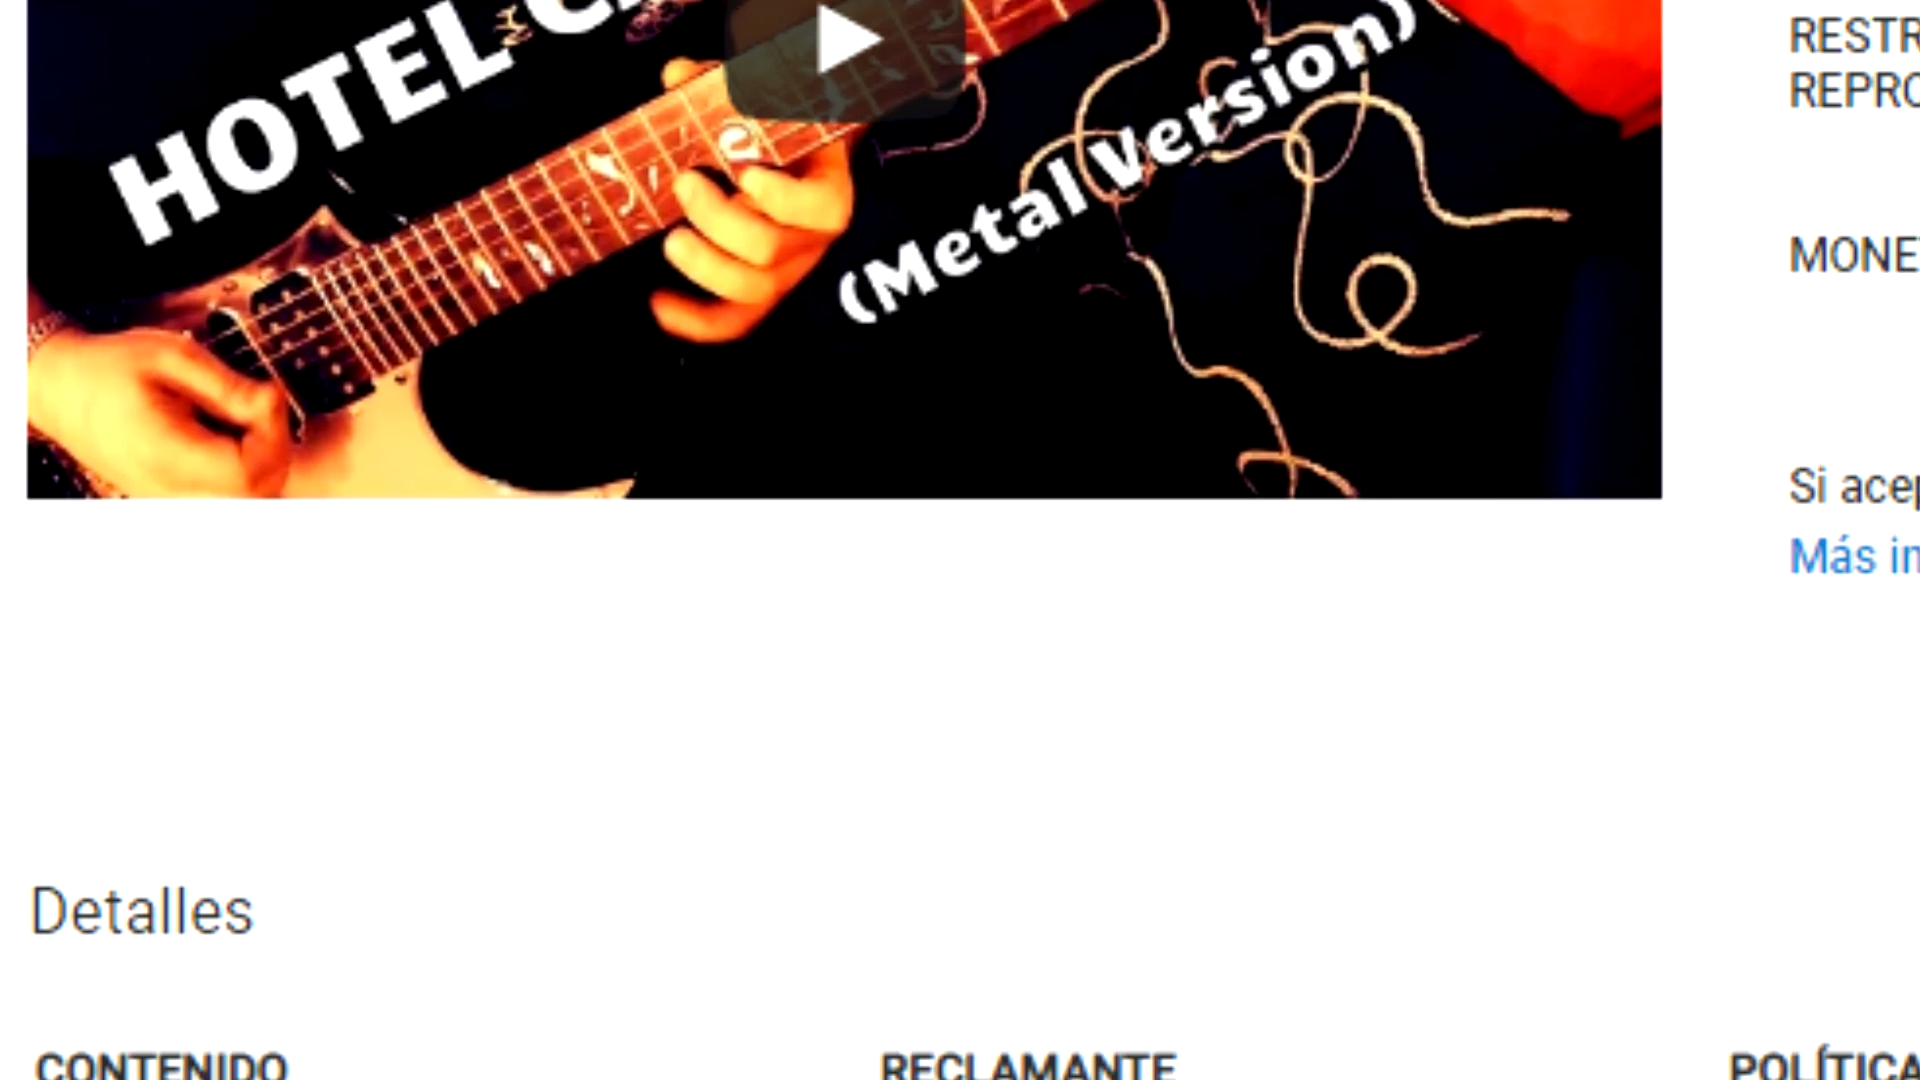 HOTEL
(Metal Version)
RESTR
REPRO
MONE
Si acep
Más in
Detalles
CONTENIDO
RECLAMANTE
POLÍTICA